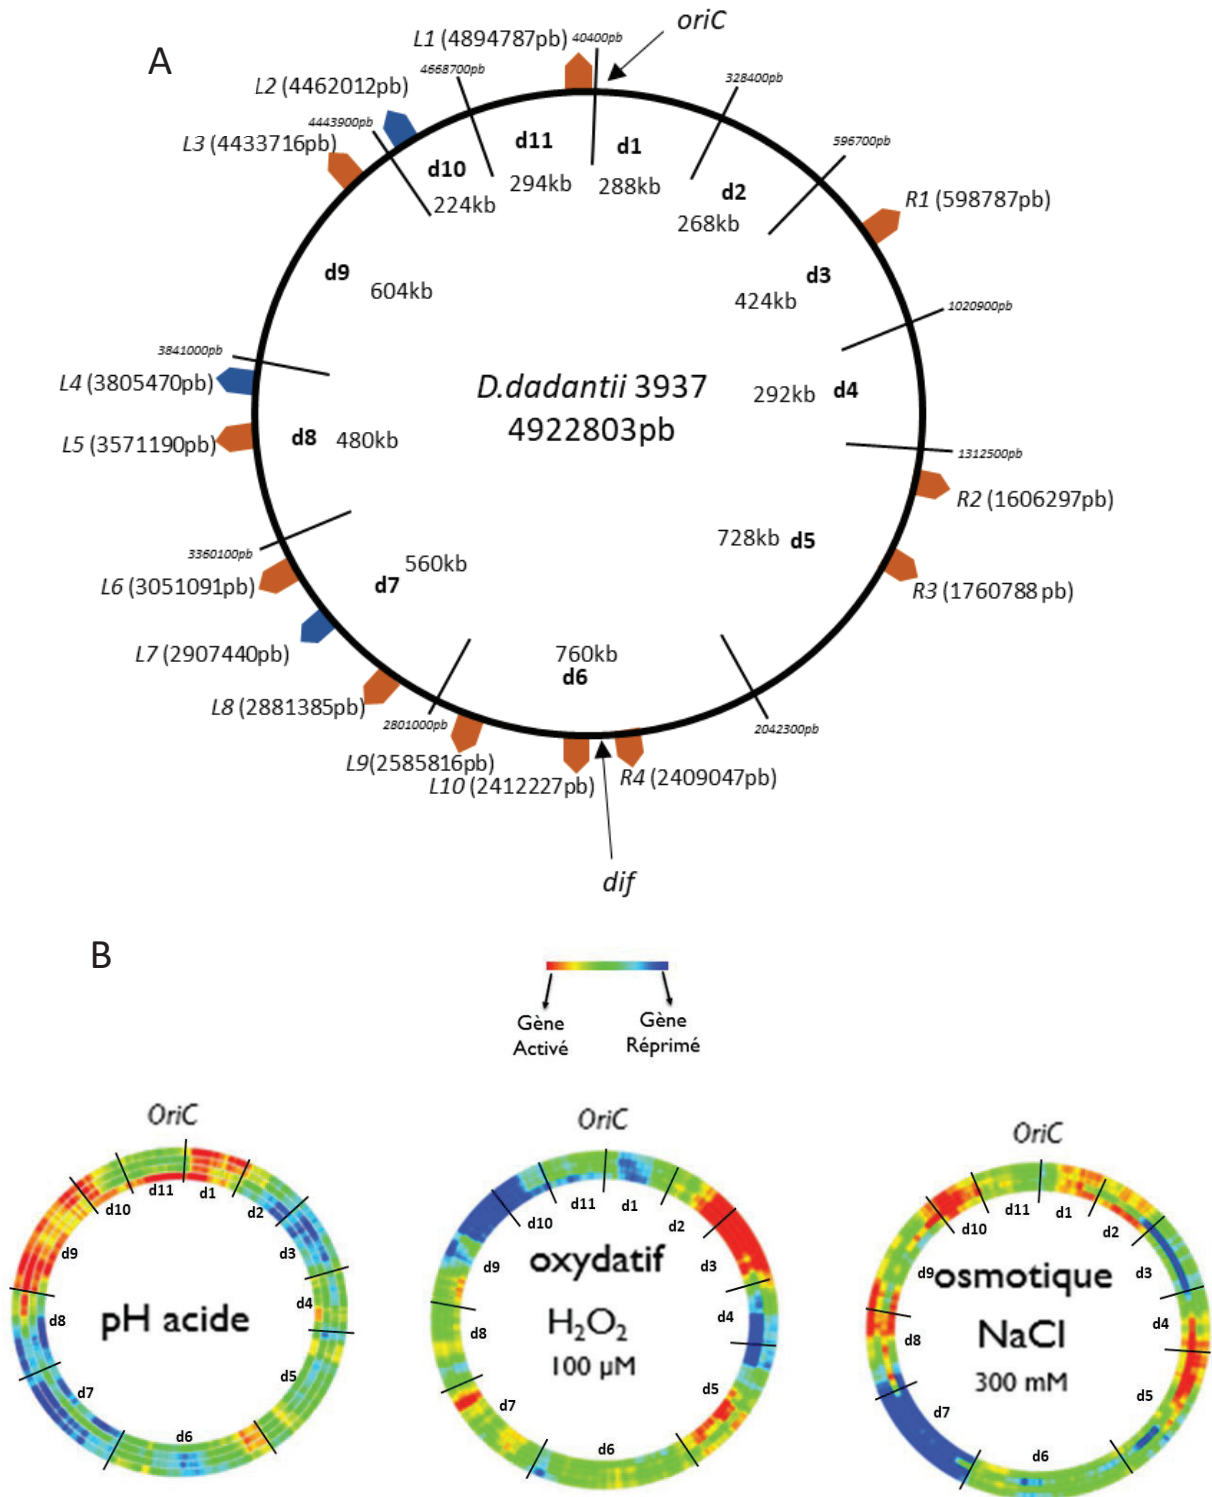 A
oriC
L1 (4894787pb)
40400pb
4668700pb
328400pb
L2 (4462012pb)
4443900pb
L3 (4433716pb)
596700pb
d11
d1
d10
294kb
288kb
d2
224kb
268kb
R1 (598787pb)
d9
604kb
d3
424kb
1020900pb
3841000pb
L4 (3805470pb)
D.dadantii 3937
4922803pb
292kb
d4
L5 (3571190pb)
d8
480kb
1312500pb
R2 (1606297pb)
728kb
d5
3360100pb
560kb
d7
L6 (3051091pb)
R3 (1760788 pb)
L7 (2907440pb)
760kb
d6
L8 (2881385pb)
2801000pb
2042300pb
L9(2585816pb)
L10 (2412227pb)
R4 (2409047pb)
dif
B
Gène
Activé
Gène
Réprimé
OriC
d11
d1
d10
d2
d9
d3
pH acide
d4
d8
d7
d5
d6
OriC
d11
d1
d10
d2
d9
oxydatif
d3
H₂O₂
100 µM
d4
d8
d7
d5
d6
OriC
d11
d1
d10
d2
d9
osmotique
d3
NaCl
300 mM
d4
d8
d7
d5
d6